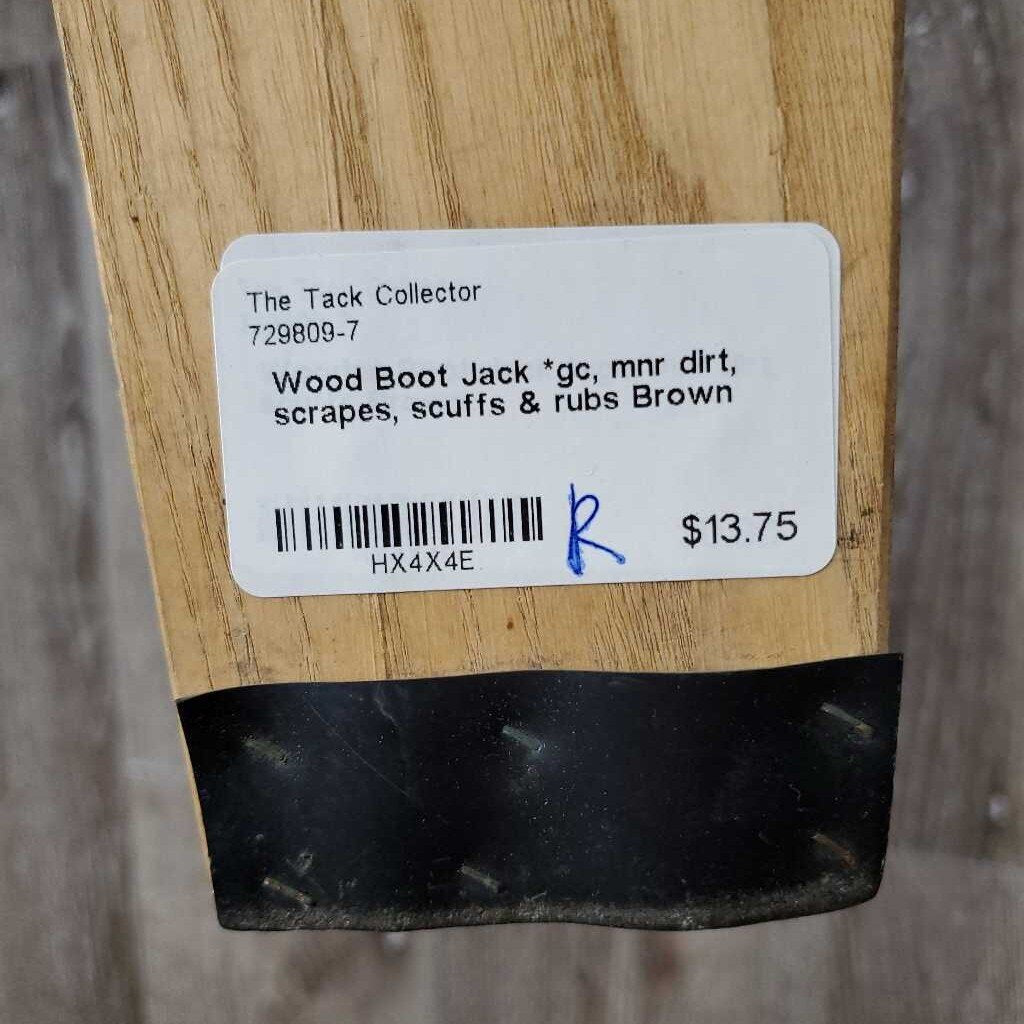 The Tack Collector
729809-7
Wood Boot Jack *gc, mnr dirt,
scrapes, scuffs & rubs Brown
R
$13.75
HX4X4E